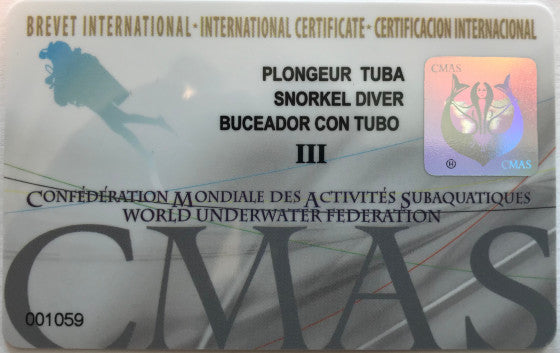 BREVET INTERNATIONAL • INTERNATIONAL CERTIFICATE • CERTIFICACION INTERNACIONAL
PLONGEUR TUBA
SNORKEL DIVER
BUCEADOR CON TUBO
III
CMAS
® CMAS
CONFÉDÉRATION MONDIALE DES ACTIVITÉS SUBAQUATIQUES
WORLD UNDERWATER FEDERATION
CMAS
001059